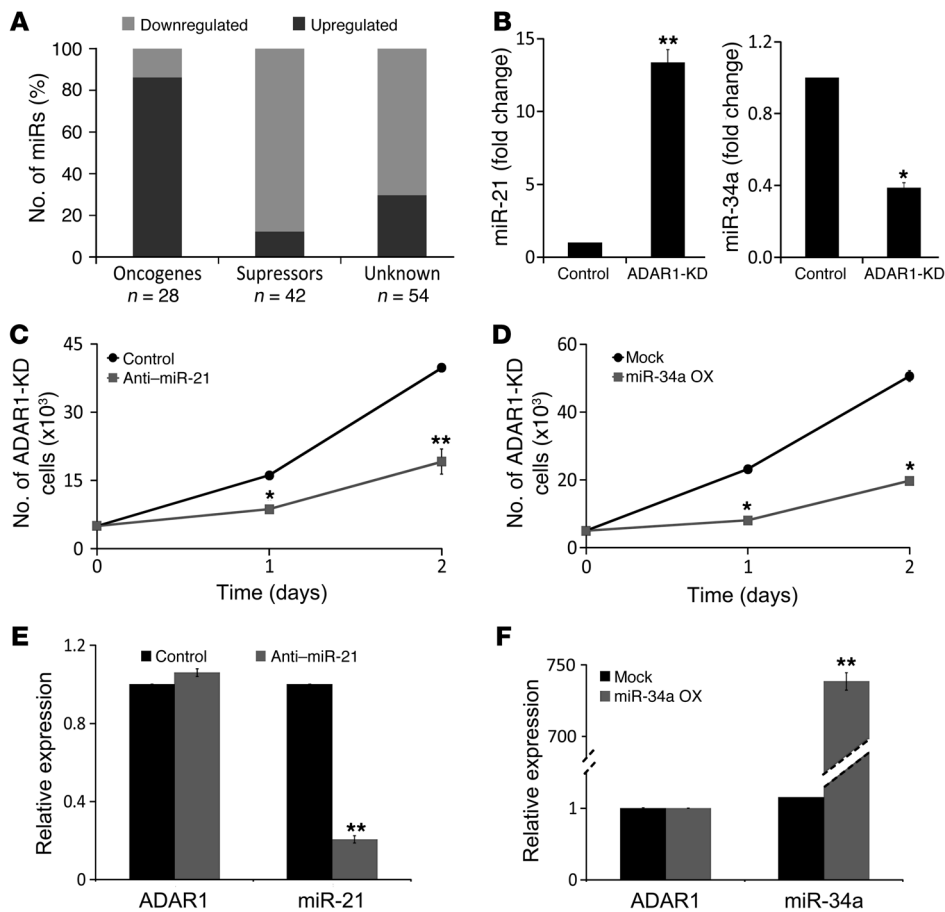 A
Downregulated
Upregulated
No. of miRs (%)
100
80
60
40
20
0
Oncogenes
n = 28
Supressors
n = 42
Unknown
n = 54
B
miR-21 (fold change)
15
10
5
0
**
Control
ADAR1-KD
miR-34a (fold change)
1.2
0.8
0.4
0.0
*
Control
ADAR1-KD
C
Control
Anti–miR-21
No. of ADAR1-KD
cells (x10³)
45
30
15
0
*
**
0
1
2
Time (days)
D
Mock
miR-34a OX
No. of ADAR1-KD
cells (x10³)
60
40
20
0
*
*
0
1
2
Time (days)
E
Control
Anti–miR-21
Relative expression
1.2
0.8
0.4
0
**
ADAR1
miR-21
F
Mock
miR-34a OX
Relative expression
750
700
1
0
**
ADAR1
miR-34a